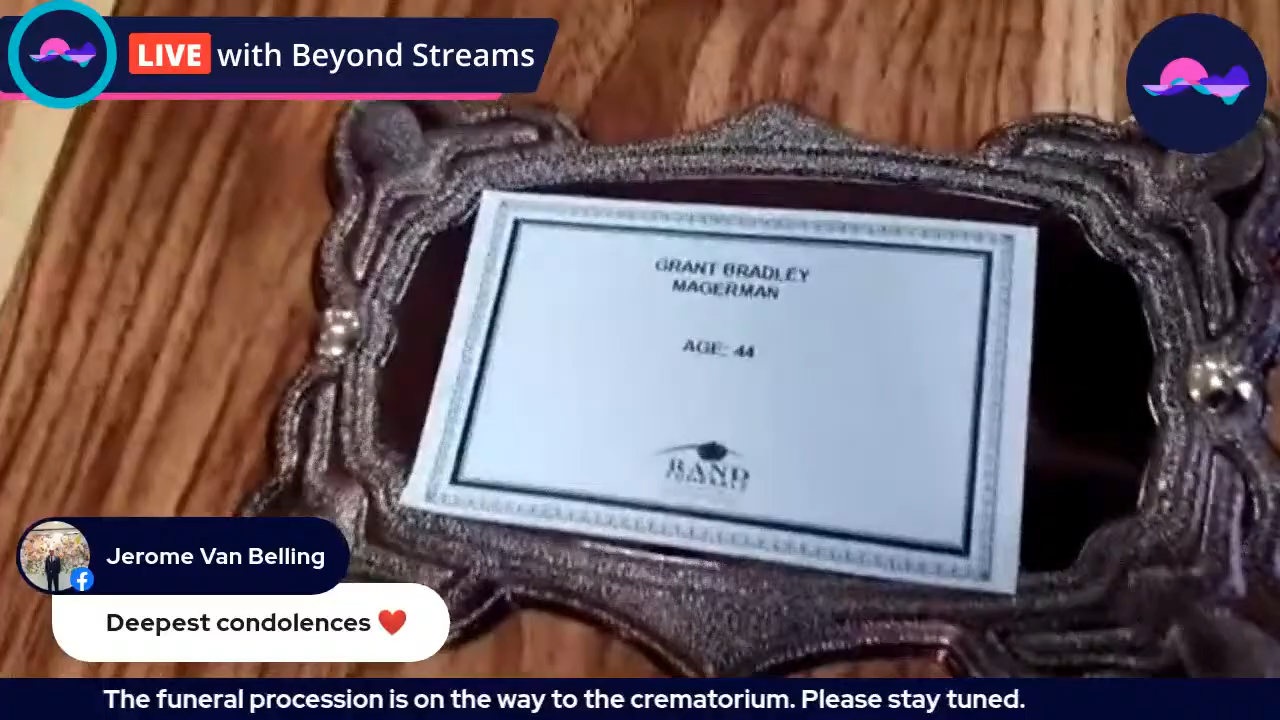 LIVE with Beyond Streams
GRANT BRADLEY
MAGERMAN
AGE: 44
RAND
Jerome Van Belling
Deepest condolences ❤️
The funeral procession is on the way to the crematorium. Please stay tuned.